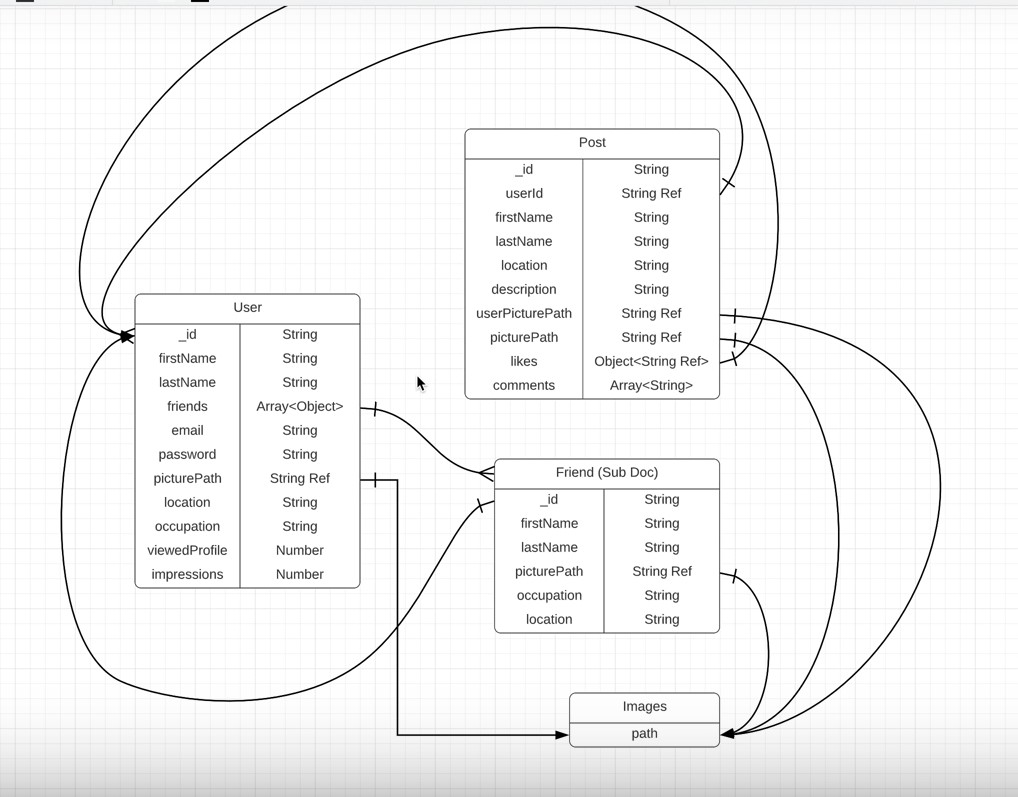 Post
_id String
userId String Ref
firstName String
lastName String
location String
description String
userPicturePath String Ref
picturePath String Ref
likes Object<String Ref>
comments Array<String>
User
_id String
firstName String
lastName String
friends Array<Object>
email String
password String
picturePath String Ref
location String
occupation String
viewedProfile Number
impressions Number
Friend (Sub Doc)
_id String
firstName String
lastName String
picturePath String Ref
occupation String
location String
Images
path